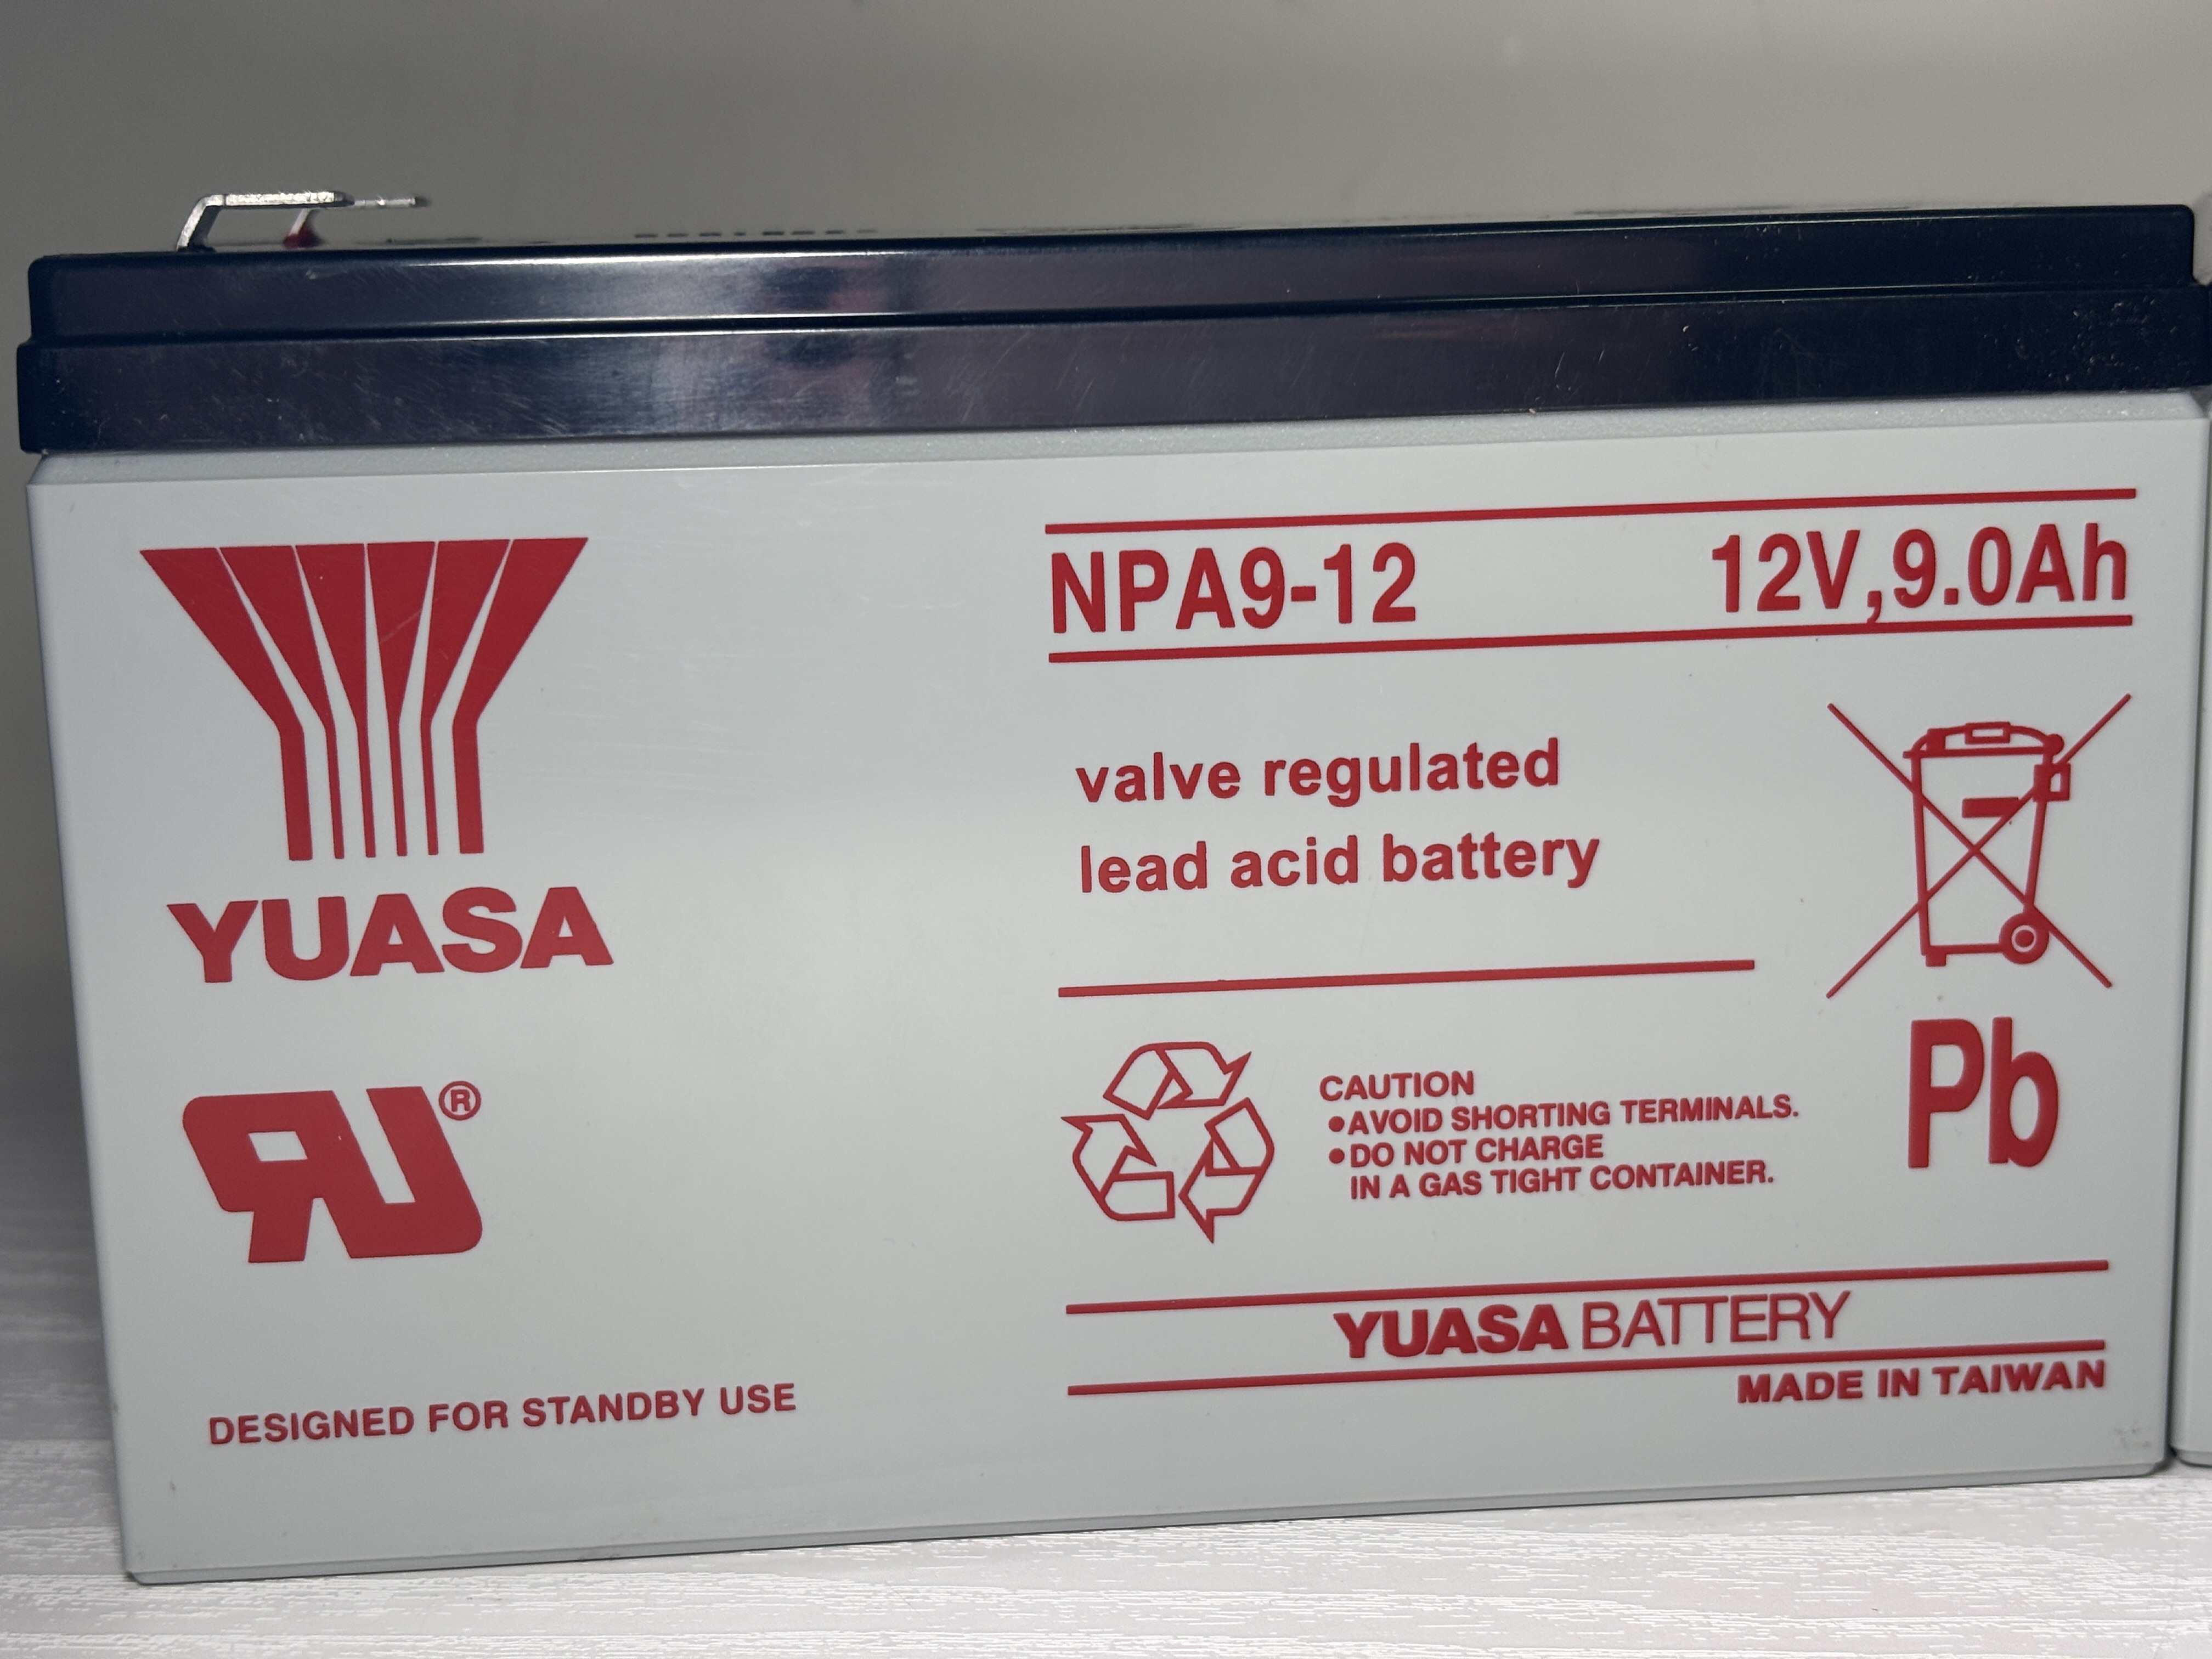 NPA9-12 12V,9.0Ah
valve regulated
lead acid battery
YUASA
Pb
®
CAUTION
•AVOID SHORTING TERMINALS.
•DO NOT CHARGE
IN A GAS TIGHT CONTAINER.
YUASA BATTERY
MADE IN TAIWAN
DESIGNED FOR STANDBY USE